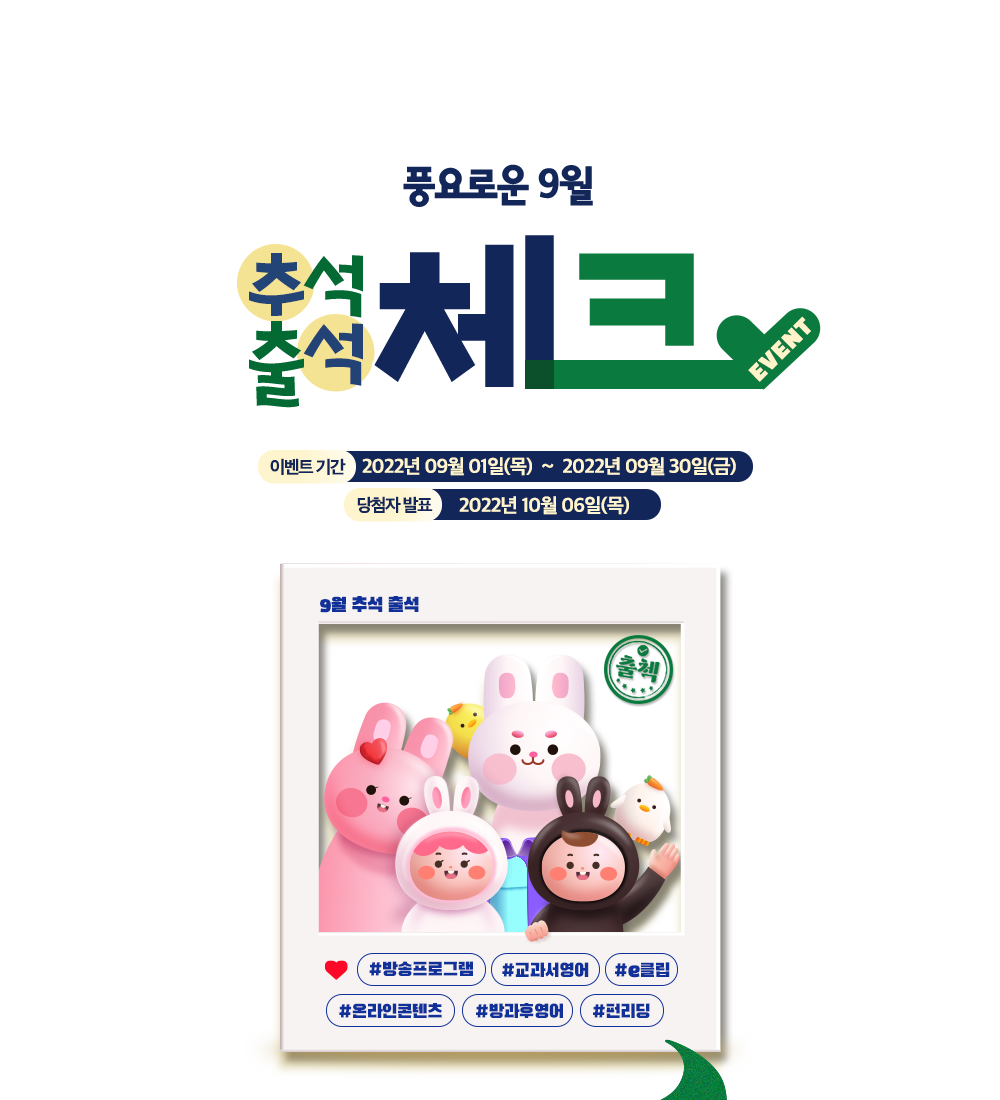 풍요로운 9월
추석
출석
체크
EVENT
이벤트 기간 2022년 09월 01일(목) ~ 2022년 09월 30일(금)
당첨자 발표 2022년 10월 06일(목)
9월 추석 출석
출첵
#방송프로그램 #교과서영어 #e클립
#온라인콘텐츠 #방과후영어 #펀리딩